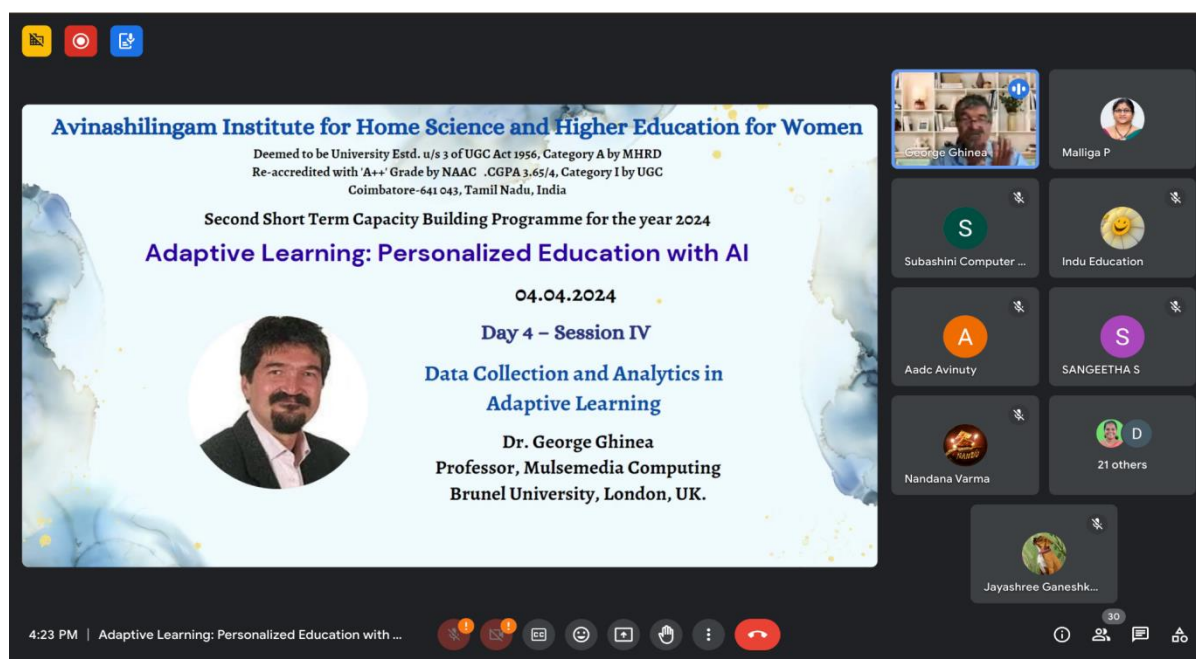 Avinashilingam Institute for Home Science and Higher Education for Women
Deemed to be University Estd. u/s 3 of UGC Act 1956, Category A by MHRD
Re-accredited with 'A++' Grade by NAAC .CGPA 3.65/4, Category I by UGC
Coimbatore-641 043, Tamil Nadu, India
Second Short Term Capacity Building Programme for the year 2024
Adaptive Learning: Personalized Education with AI
04.04.2024
Day 4 – Session IV
Data Collection and Analytics in
Adaptive Learning
Dr. George Ghinea
Professor, Mulsemedia Computing
Brunel University, London, UK.
George Ghinea
Malliga P
S
Subashini Computer ...
Indu Education
A
Aadc Avinuty
S
SANGEETHA S
Nandana Varma
D
21 others
Jayashree Ganeshk...
4:23 PM | Adaptive Learning: Personalized Education with ...
CC
30